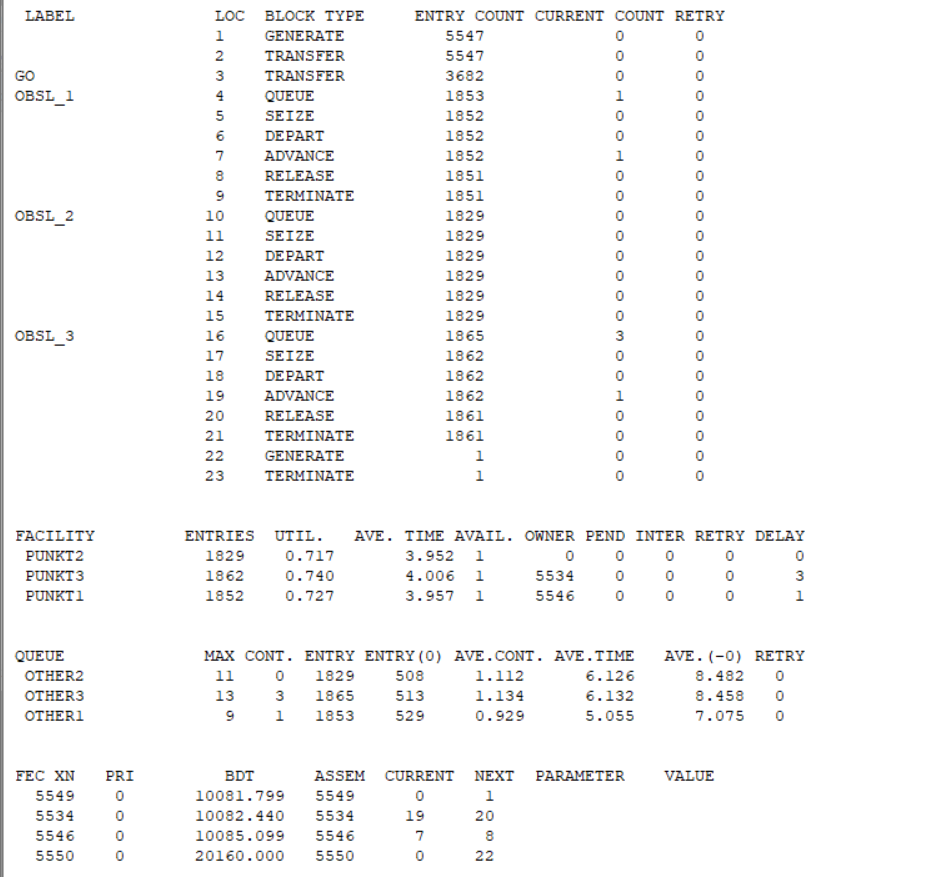 LABEL LOC BLOCK TYPE ENTRY COUNT CURRENT COUNT RETRY
1 GENERATE 5547 0 0
2 TRANSFER 5547 0 0
GO 3 TRANSFER 3682 0 0
OBSL_1 4 QUEUE 1853 1 0
5 SEIZE 1852 0 0
6 DEPART 1852 0 0
7 ADVANCE 1852 1 0
8 RELEASE 1851 0 0
9 TERMINATE 1851 0 0
OBSL_2 10 QUEUE 1829 0 0
11 SEIZE 1829 0 0
12 DEPART 1829 0 0
13 ADVANCE 1829 0 0
14 RELEASE 1829 0 0
15 TERMINATE 1829 0 0
OBSL_3 16 QUEUE 1865 3 0
17 SEIZE 1862 0 0
18 DEPART 1862 0 0
19 ADVANCE 1862 1 0
20 RELEASE 1861 0 0
21 TERMINATE 1861 0 0
22 GENERATE 1 0 0
23 TERMINATE 1 0 0
FACILITY ENTRIES UTIL. AVE. TIME AVAIL. OWNER PEND INTER RETRY DELAY
PUNKT2 1829 0.717 3.952 1 0 0 0 0 0
PUNKT3 1862 0.740 4.006 1 5534 0 0 0 3
PUNKT1 1852 0.727 3.957 1 5546 0 0 0 1
QUEUE MAX CONT. ENTRY ENTRY(0) AVE.CONT. AVE.TIME AVE.(-0) RETRY
OTHER2 11 0 1829 508 1.112 6.126 8.482 0
OTHER3 13 3 1865 513 1.134 6.132 8.458 0
OTHER1 9 1 1853 529 0.929 5.055 7.075 0
FEC XN PRI BDT ASSEM CURRENT NEXT PARAMETER VALUE
5549 0 10081.799 5549 0 1
5534 0 10082.440 5534 19 20
5546 0 10085.099 5546 7 8
5550 0 20160.000 5550 0 22